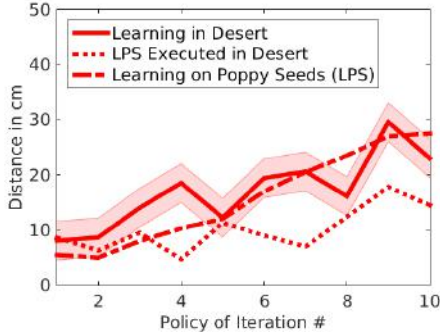 50
40
30
20
10
0
Distance in cm
Learning in Desert
LPS Executed in Desert
Learning on Poppy Seeds (LPS)
2 4 6 8 10
Policy of Iteration #